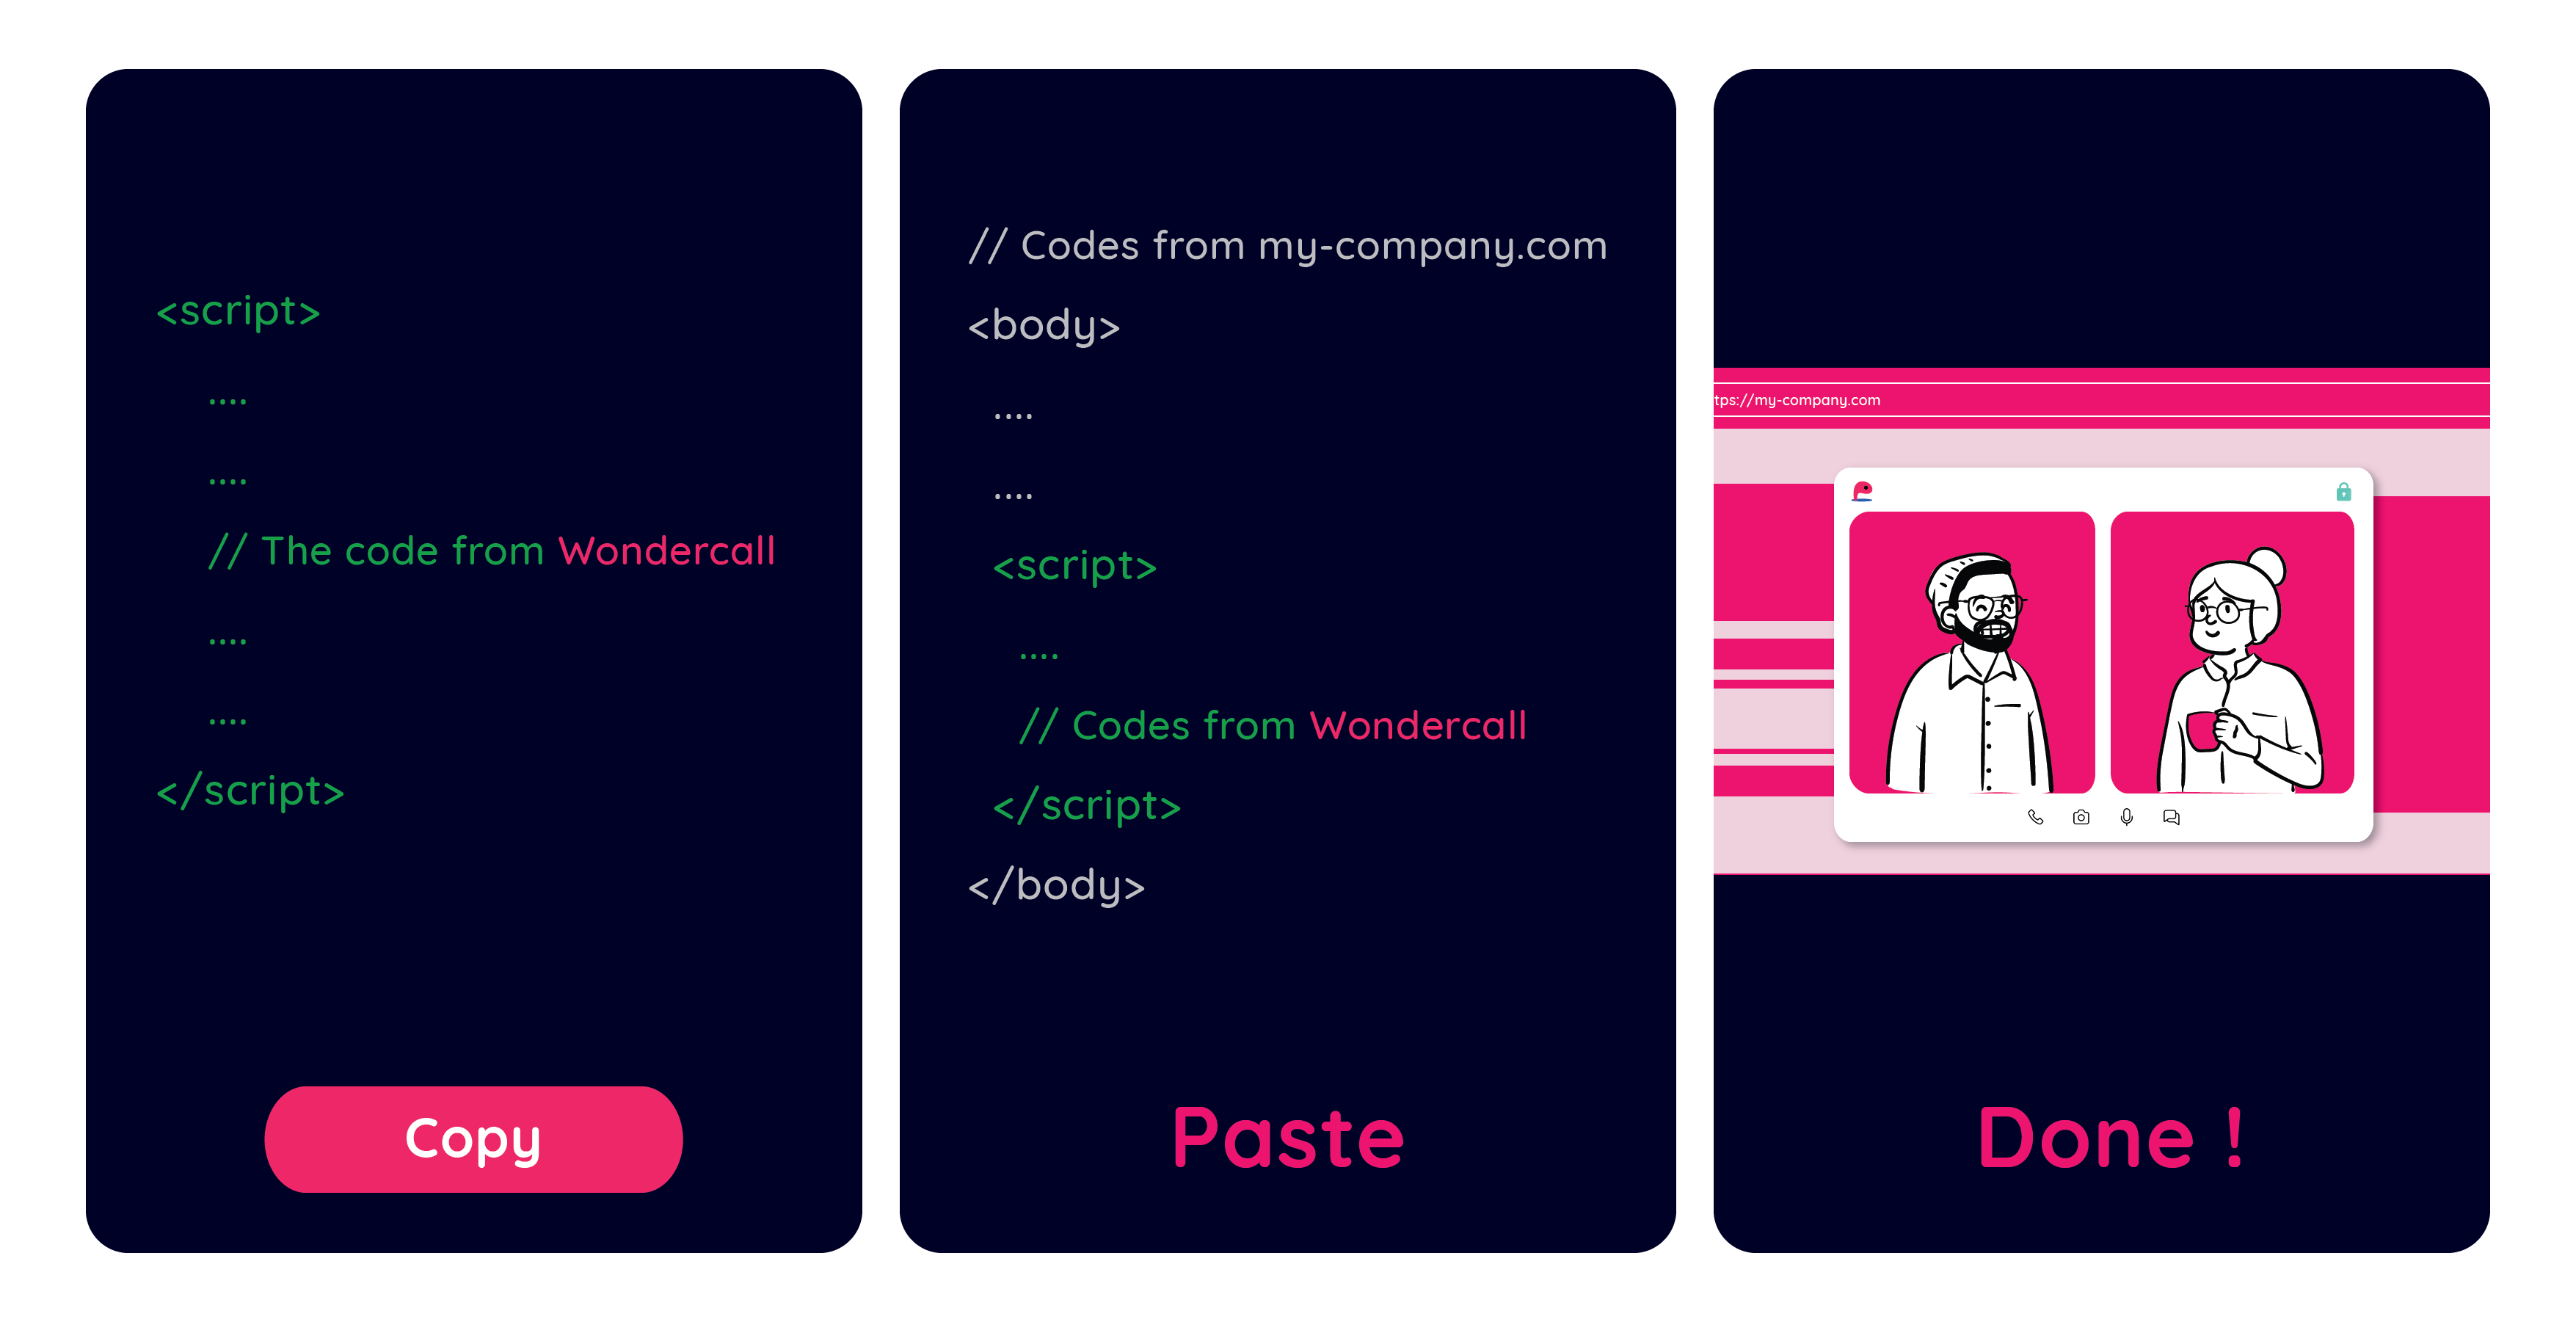 <script>
....
....
// The code from Wondercall
....
....
</script>
Copy
// Codes from my-company.com
<body>
....
....
<script>
....
// Codes from Wondercall
</script>
</body>
Paste
tps://my-company.com
Done !